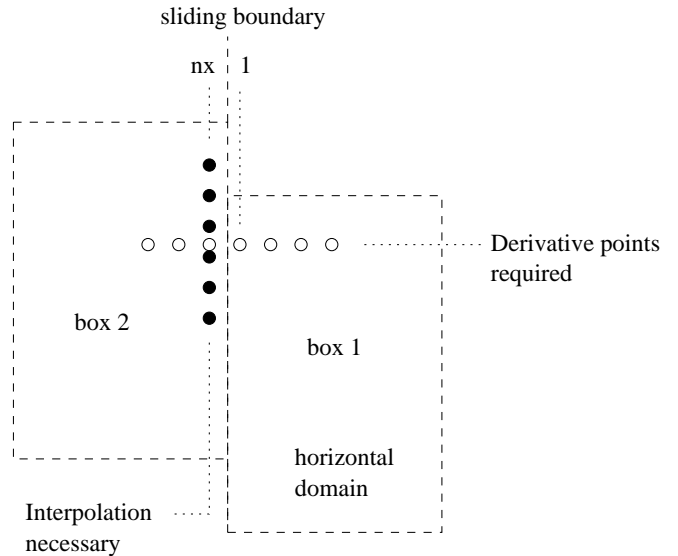 sliding boundary
nx 1
Derivative points
required
box 2
box 1
horizontal
domain
Interpolation
necessary